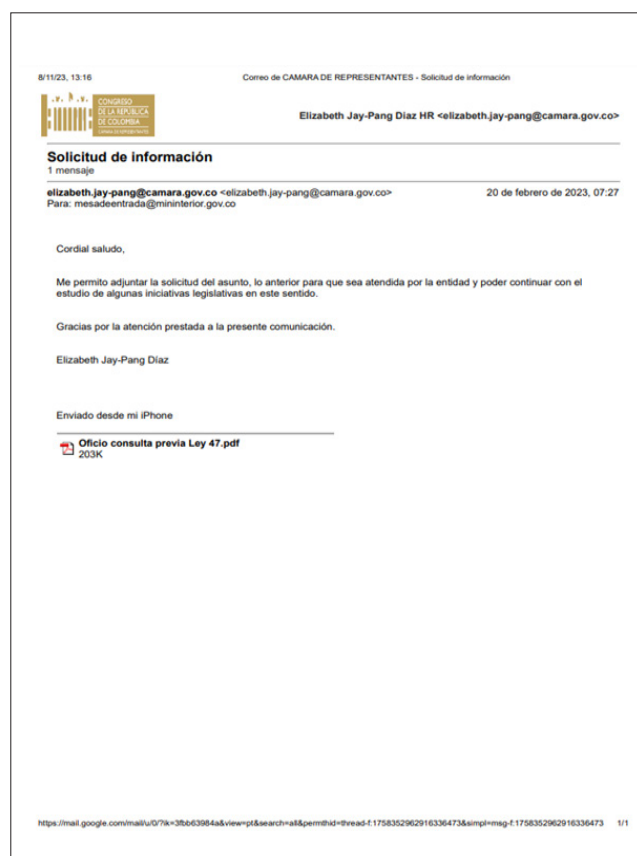 8/11/23, 13:16 Correo de CAMARA DE REPRESENTANTES - Solicitud de información
CONGRESO
DE LA REPÚBLICA
DE COLOMBIA
CÁMARA DE REPRESENTANTES
Elizabeth Jay-Pang Diaz HR <elizabeth.jay-pang@camara.gov.co>
Solicitud de información
1 mensaje
elizabeth.jay-pang@camara.gov.co <elizabeth.jay-pang@camara.gov.co> 20 de febrero de 2023, 07:27
Para: mesadeentrada@mininterior.gov.co
Cordial saludo,
Me permito adjuntar la solicitud del asunto, lo anterior para que sea atendida por la entidad y poder continuar con el
estudio de algunas iniciativas legislativas en este sentido.
Gracias por la atención prestada a la presente comunicación.
Elizabeth Jay-Pang Díaz
Enviado desde mi iPhone
Oficio consulta previa Ley 47.pdf
203K
https://mail.google.com/mail/u/0/?ik=3fbb63984a&view=pt&search=all&permthid=thread-f:1758352962916336473&simpl=msg-f:1758352962916336473 1/1